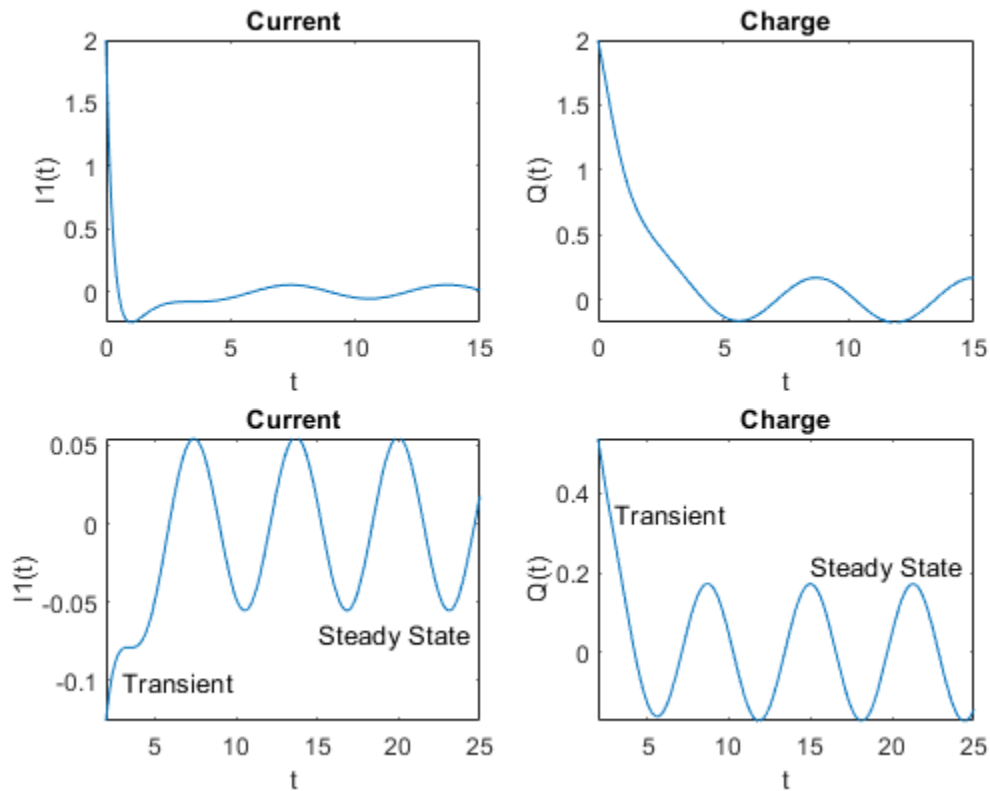 Current
2
1.5
1
0.5
0
I1(t)
0 5 10 15
t
Charge
2
1.5
1
0.5
0
Q(t)
0 5 10 15
t
Current
0.05
0
-0.05
-0.1
I1(t)
Steady State
Transient
5 10 15 20 25
t
Charge
0.4
0.2
0
Q(t)
Transient
Steady State
5 10 15 20 25
t